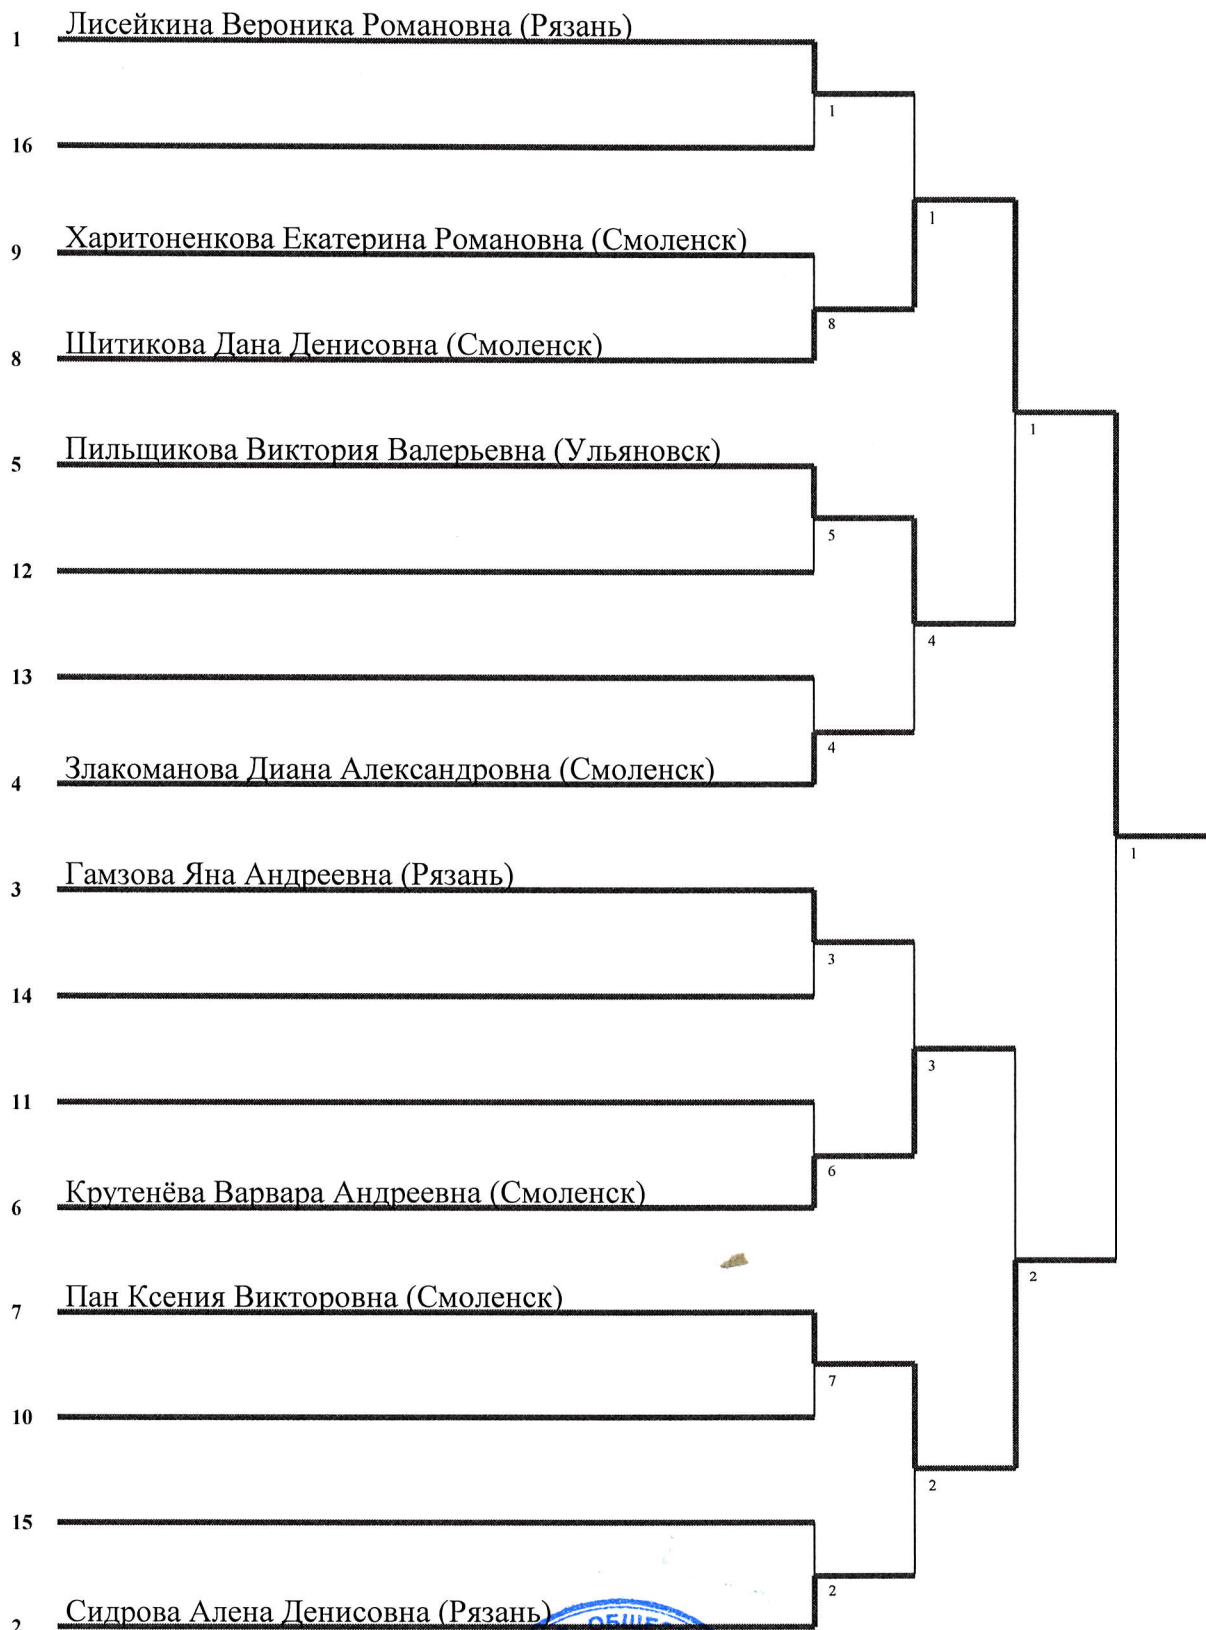 1 Лисейкина Вероника Романовна (Рязань)
1
16
1
9 Харитоненкова Екатерина Романовна (Смоленск)
8
8 Шитикова Дана Денисовна (Смоленск)
1
5 Пильщикова Виктория Валерьевна (Ульяновск)
5
12
4
13
4
4 Злакоманова Диана Александровна (Смоленск)
1
3 Гамзова Яна Андреевна (Рязань)
3
14
3
11
6
6 Крутенёва Варвара Андреевна (Смоленск)
2
7 Пан Ксения Викторовна (Смоленск)
7
10
2
15
2
2 Сидрова Алена Денисовна (Рязань)